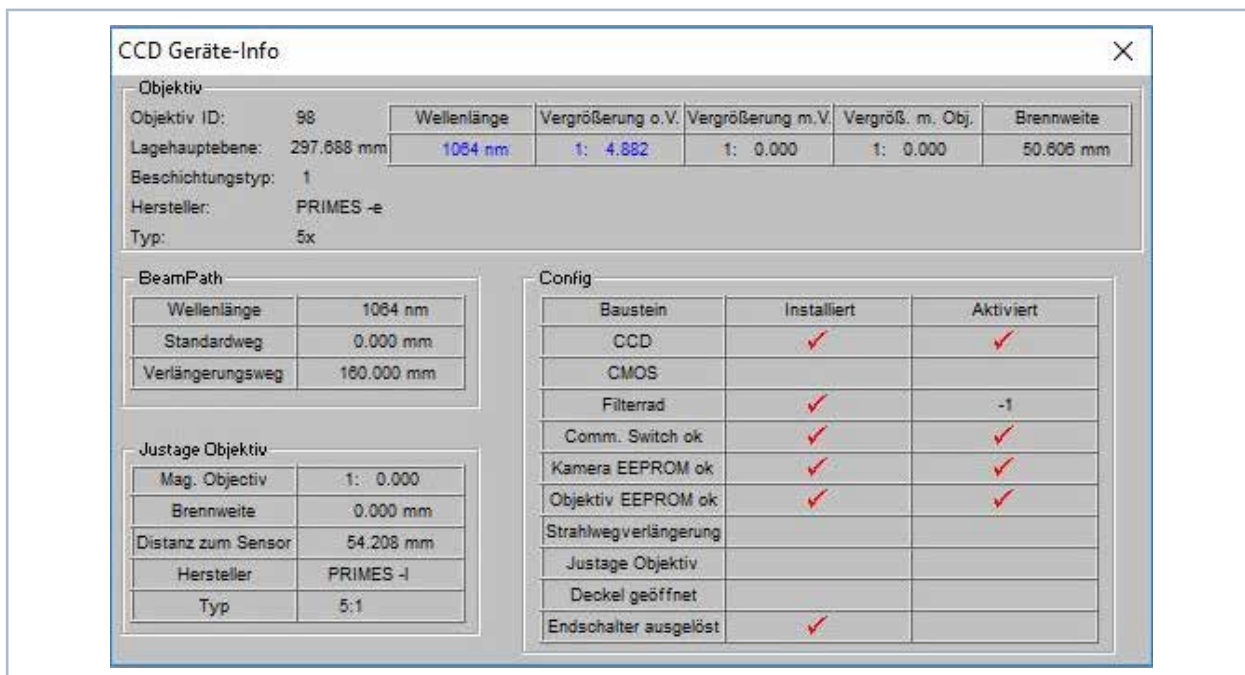 CCD Geräte-Info
Objektiv
Objektiv ID: 98 Wellenlänge Vergrößerung o.V. Vergrößerung m.V. Vergröß. m. Obj. Brennweite
Lagehauptebene: 297.688 mm 1064 nm 1: 4.882 1: 0.000 1: 0.000 50.606 mm
Beschichtungstyp: 1
Hersteller: PRIMES -e
Typ: 5x
BeamPath
Wellenlänge 1064 nm
Standardweg 0.000 mm
Verlängerungsweg 160.000 mm
Justage Objektiv
Mag. Objectiv 1: 0.000
Brennweite 0.000 mm
Distanz zum Sensor 54.208 mm
Hersteller PRIMES -I
Typ 5:1
Config
Baustein Installiert Aktiviert
CCD ✓ ✓
CMOS
Filterrad ✓ -1
Comm. Switch ok ✓ ✓
Kamera EEPROM ok ✓ ✓
Objektiv EEPROM ok ✓ ✓
Strahlwegverlängerung
Justage Objektiv
Deckel geöffnet
Endschalter ausgelöst ✓